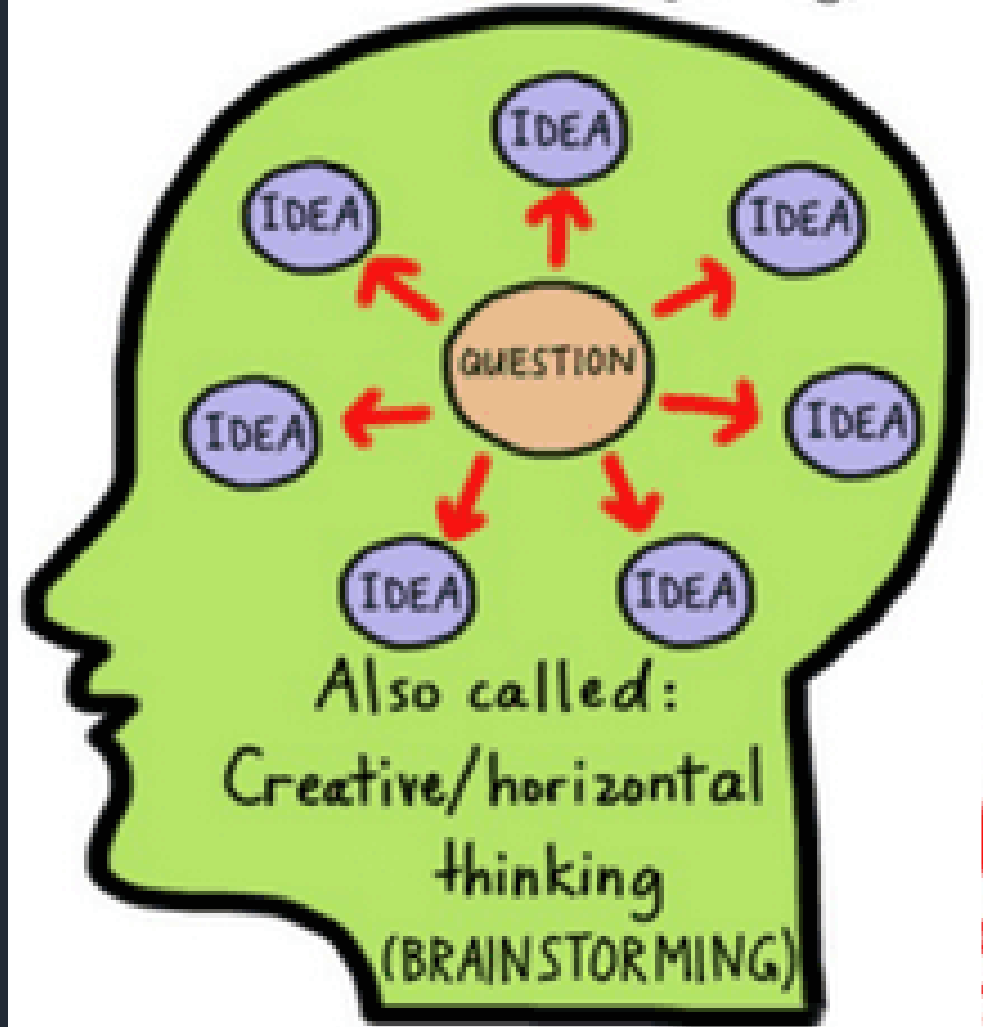 IDEA
IDEA
IDEA
QUESTION
IDEA
IDEA
IDEA
IDEA
Also called:
Creative/horizontal
thinking
(BRAINSTORMING)